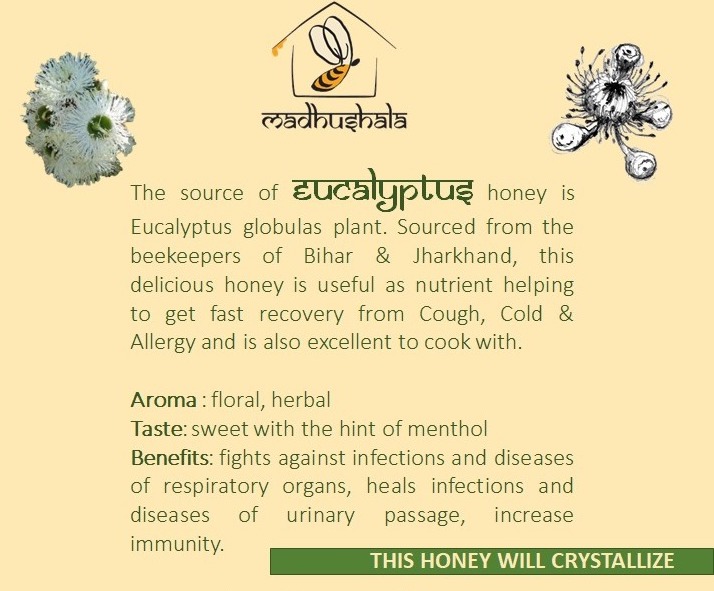 madhushala
The source of eucalyptus honey is
Eucalyptus globulas plant. Sourced from the
beekeepers of Bihar & Jharkhand, this
delicious honey is useful as nutrient helping
to get fast recovery from Cough, Cold &
Allergy and is also excellent to cook with.
Aroma : floral, herbal
Taste: sweet with the hint of menthol
Benefits: fights against infections and diseases
of respiratory organs, heals infections and
diseases of urinary passage, increase
immunity.
THIS HONEY WILL CRYSTALLIZE